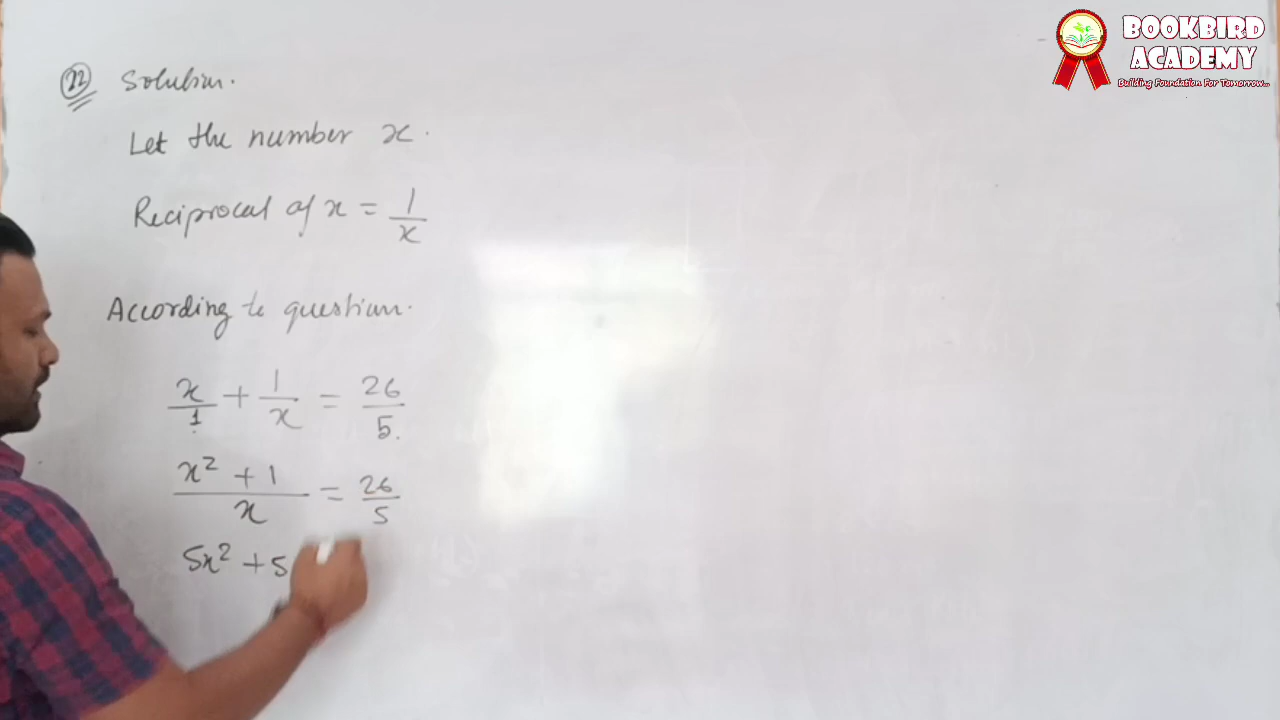 BOOKBIRD
ACADEMY
Building Foundation For Tomorrow...
22 Solution.
Let the number x.
Reciprocal of x = 1/x
According to question.
x/1 + 1/x = 26/5.
x² + 1/x = 26/5
5x² + 5